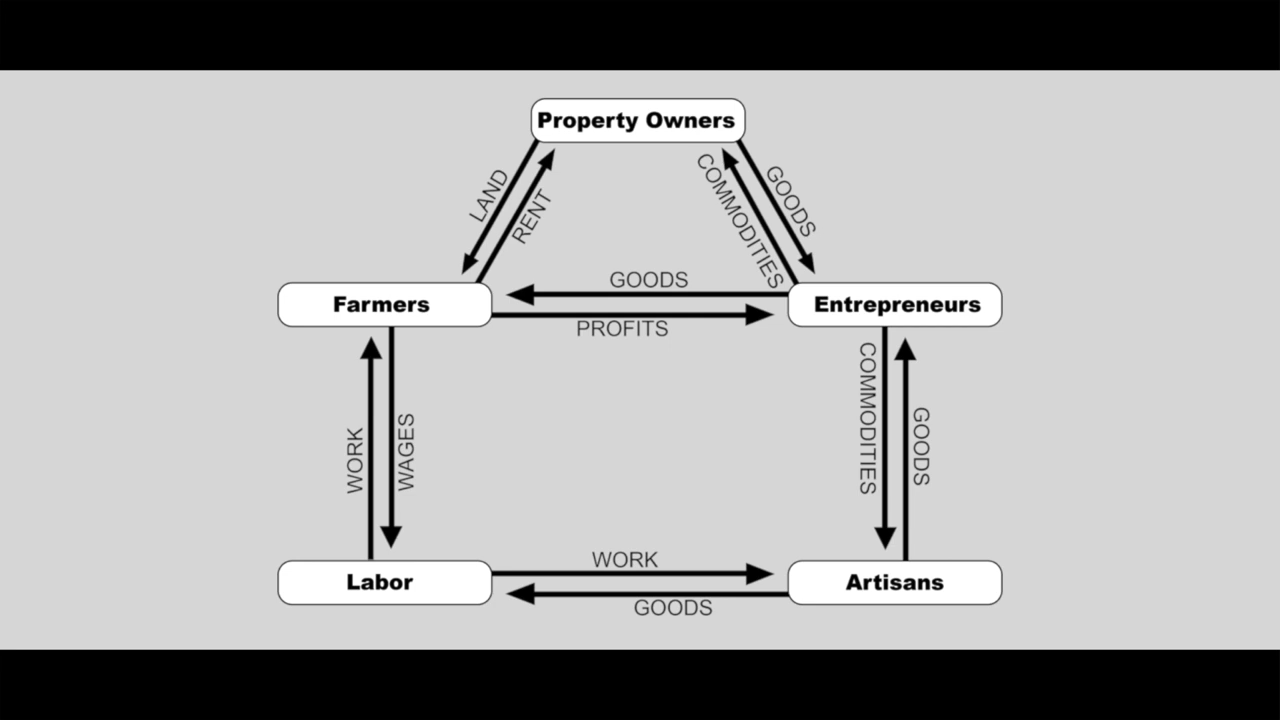 Property Owners
LAND
RENT
COMMODITIES
GOODS
GOODS
Farmers
Entrepreneurs
PROFITS
WORK
WAGES
COMMODITIES
GOODS
WORK
Labor
Artisans
GOODS